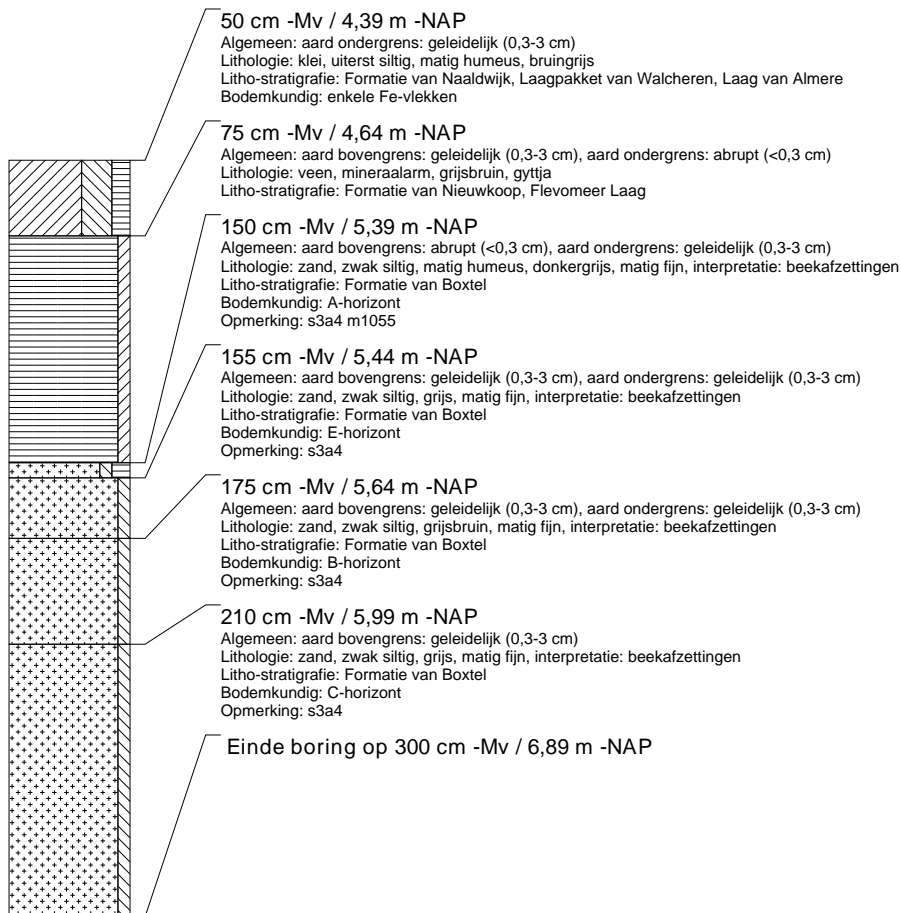 50 cm -Mv / 4,39 m -NAP
Algemeen: aard ondergrens: geleidelijk (0,3-3 cm)
Lithologie: klei, uiterst siltig, matig humeus, bruingrijs
Litho-stratigrafie: Formatie van Naaldwijk, Laagpakket van Walcheren, Laag van Almere
Bodemkundig: enkele Fe-vlekken
75 cm -Mv / 4,64 m -NAP
Algemeen: aard bovengrens: geleidelijk (0,3-3 cm), aard ondergrens: abrupt (<0,3 cm)
Lithologie: veen, mineraalarm, grijsbruin, gyttja
Litho-stratigrafie: Formatie van Nieuwkoop, Flevomeer Laag
150 cm -Mv / 5,39 m -NAP
Algemeen: aard bovengrens: abrupt (<0,3 cm), aard ondergrens: geleidelijk (0,3-3 cm)
Lithologie: zand, zwak siltig, matig humeus, donkergrijs, matig fijn, interpretatie: beekafzettingen
Litho-stratigrafie: Formatie van Boxtel
Bodemkundig: A-horizont
Opmerking: s3a4 m1055
155 cm -Mv / 5,44 m -NAP
Algemeen: aard bovengrens: geleidelijk (0,3-3 cm), aard ondergrens: geleidelijk (0,3-3 cm)
Lithologie: zand, zwak siltig, grijs, matig fijn, interpretatie: beekafzettingen
Litho-stratigrafie: Formatie van Boxtel
Bodemkundig: E-horizont
Opmerking: s3a4
175 cm -Mv / 5,64 m -NAP
Algemeen: aard bovengrens: geleidelijk (0,3-3 cm), aard ondergrens: geleidelijk (0,3-3 cm)
Lithologie: zand, zwak siltig, grijsbruin, matig fijn, interpretatie: beekafzettingen
Litho-stratigrafie: Formatie van Boxtel
Bodemkundig: B-horizont
Opmerking: s3a4
210 cm -Mv / 5,99 m -NAP
Algemeen: aard bovengrens: geleidelijk (0,3-3 cm)
Lithologie: zand, zwak siltig, grijs, matig fijn, interpretatie: beekafzettingen
Litho-stratigrafie: Formatie van Boxtel
Bodemkundig: C-horizont
Opmerking: s3a4
Einde boring op 300 cm -Mv / 6,89 m -NAP